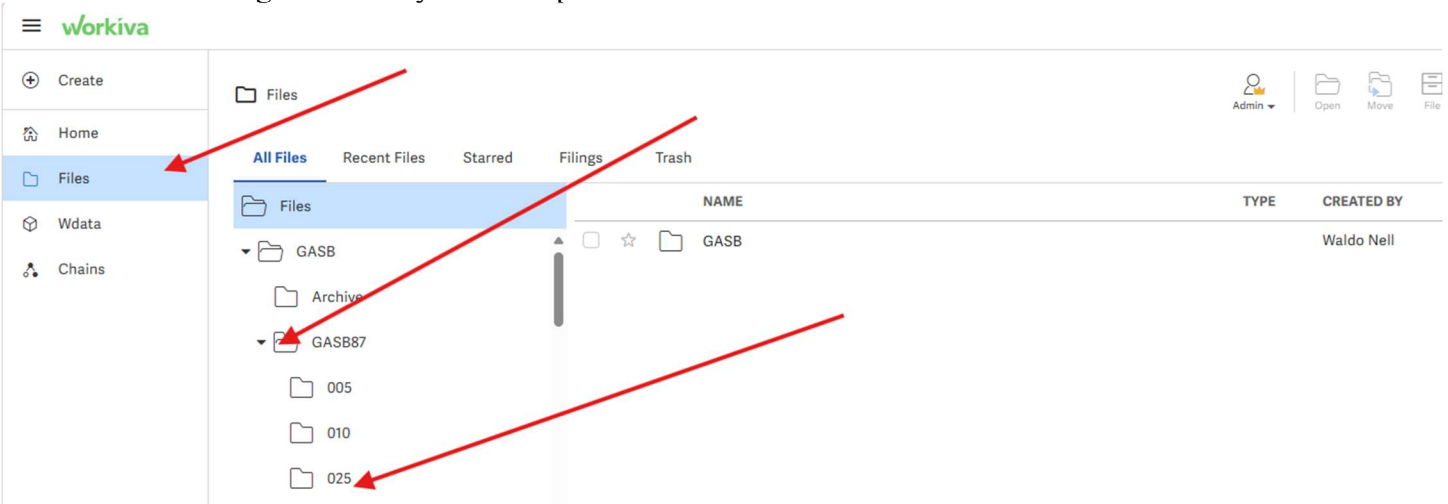 workiva
Create
Files
Admin
Open Move File
Home
All Files Recent Files Starred Filings Trash
Files
Files
NAME TYPE CREATED BY
Wdata
GASB
GASB Waldo Nell
Chains
Archive
GASB87
005
010
025